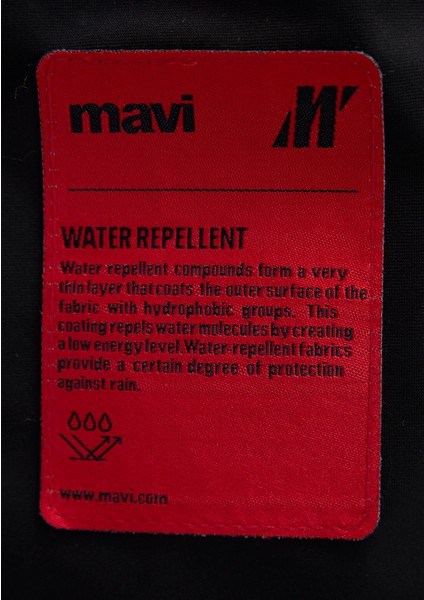 mavi
M
WATER REPELLENT
Water repellent compounds form a very
thin layer that coats the outer surface of the
fabric with hydrophobic groups. This
coating repels water molecules by creating
a low energy level. Water-repellent fabrics
provide a certain degree of protection
against rain.
www.mavi.com